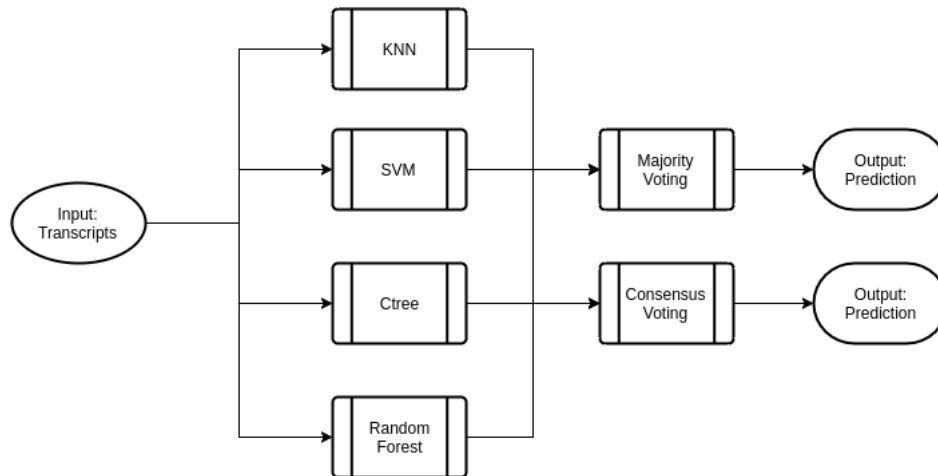 KNN
SVM
Majority
Voting
Output:
Prediction
Input:
Transcripts
Ctree
Consensus
Voting
Output:
Prediction
Random
Forest